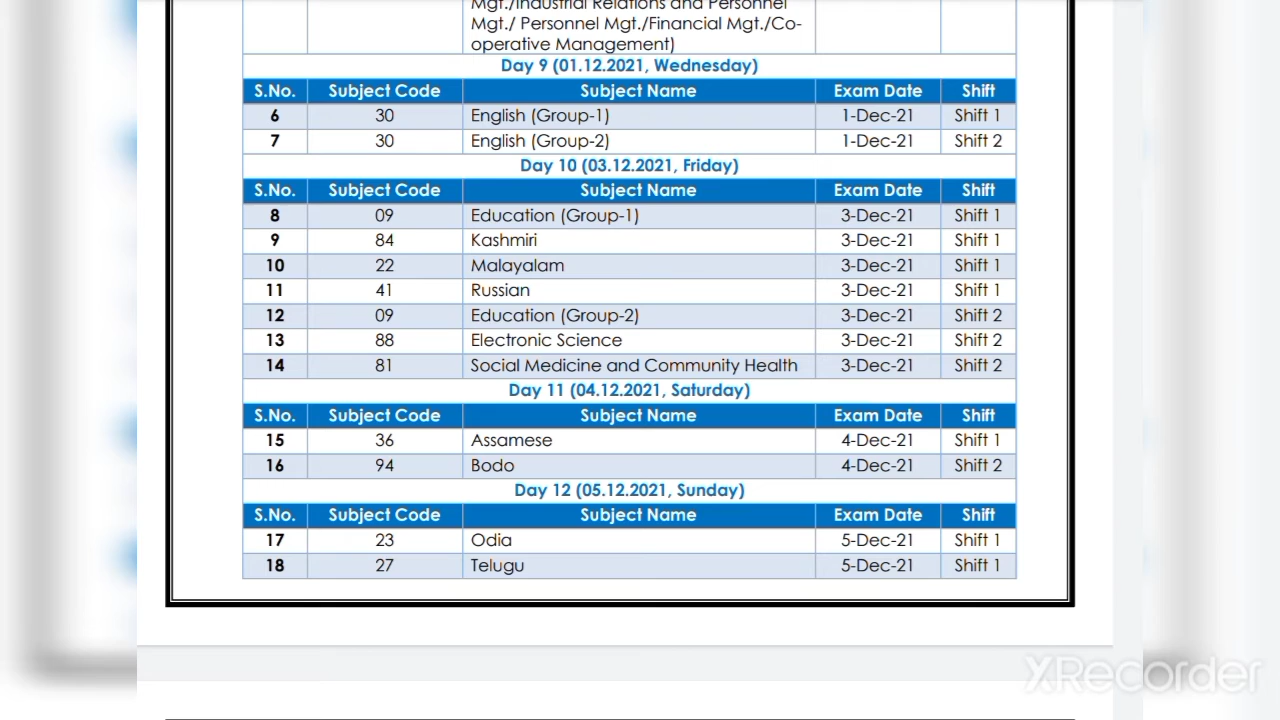 Mgt./Industrial Relations and Personnel
Mgt./ Personnel Mgt./Financial Mgt./Co-
operative Management)
Day 9 (01.12.2021, Wednesday)
S.No. Subject Code Subject Name Exam Date Shift
6 30 English (Group-1) 1-Dec-21 Shift 1
7 30 English (Group-2) 1-Dec-21 Shift 2
Day 10 (03.12.2021, Friday)
S.No. Subject Code Subject Name Exam Date Shift
8 09 Education (Group-1) 3-Dec-21 Shift 1
9 84 Kashmiri 3-Dec-21 Shift 1
10 22 Malayalam 3-Dec-21 Shift 1
11 41 Russian 3-Dec-21 Shift 1
12 09 Education (Group-2) 3-Dec-21 Shift 2
13 88 Electronic Science 3-Dec-21 Shift 2
14 81 Social Medicine and Community Health 3-Dec-21 Shift 2
Day 11 (04.12.2021, Saturday)
S.No. Subject Code Subject Name Exam Date Shift
15 36 Assamese 4-Dec-21 Shift 1
16 94 Bodo 4-Dec-21 Shift 2
Day 12 (05.12.2021, Sunday)
S.No. Subject Code Subject Name Exam Date Shift
17 23 Odia 5-Dec-21 Shift 1
18 27 Telugu 5-Dec-21 Shift 1
XRecorder